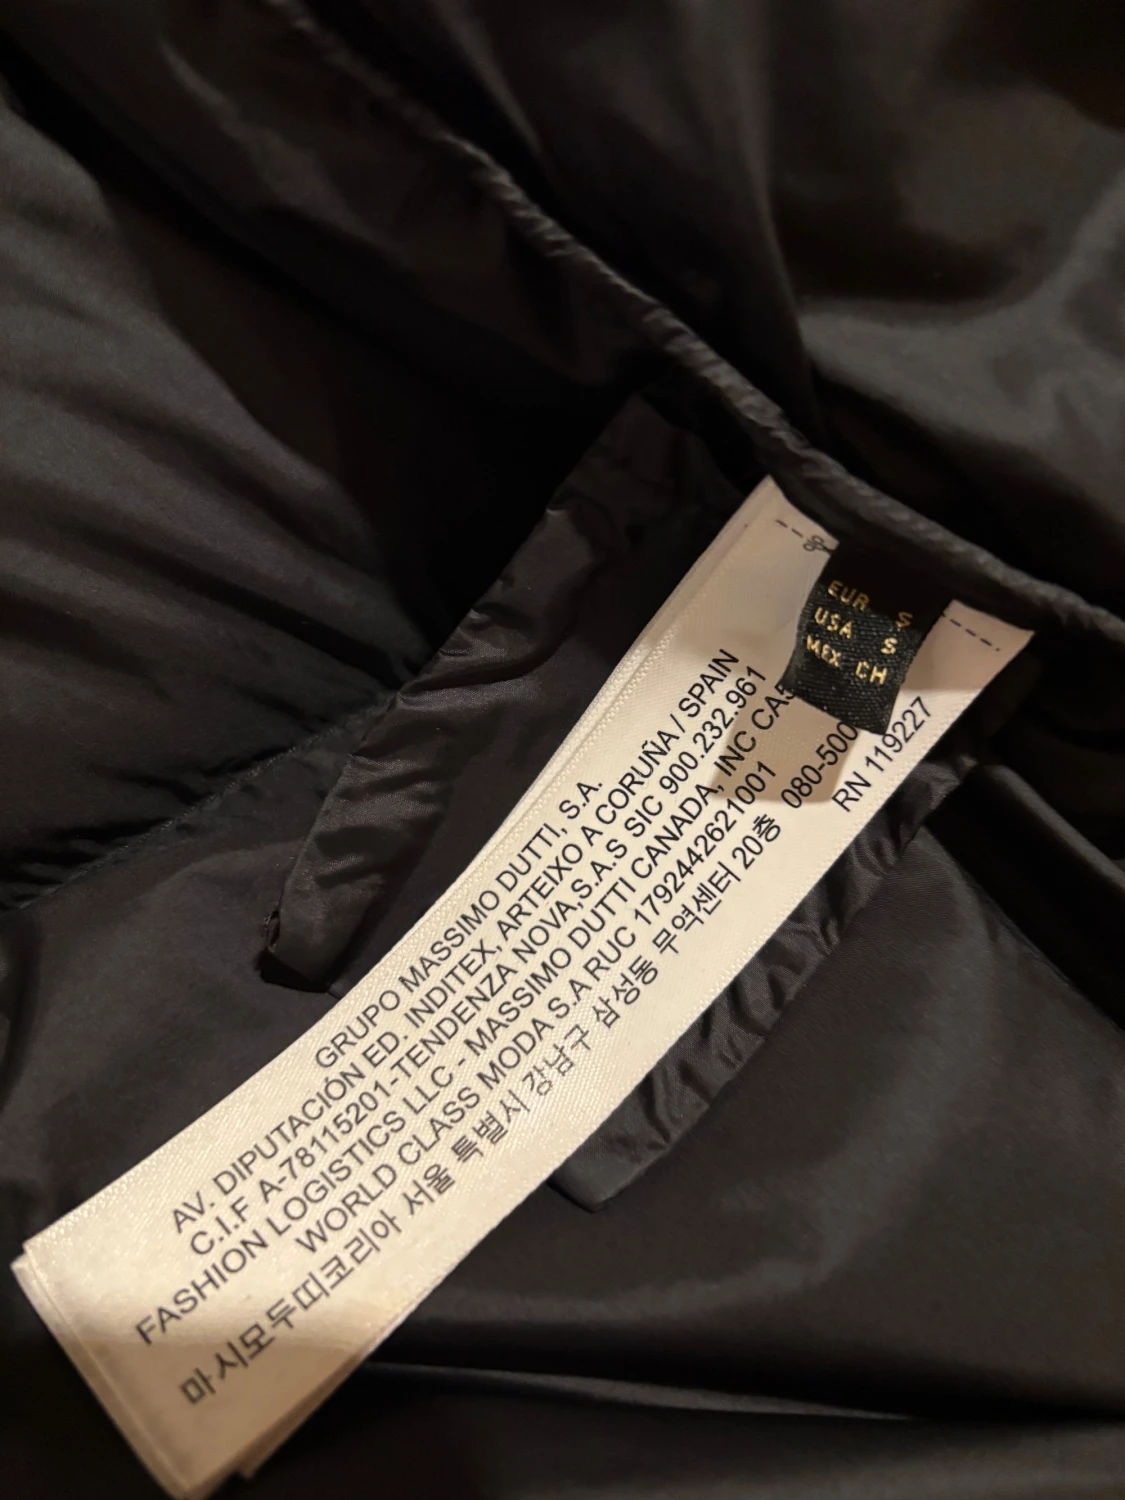 EUR S
USA S
MEX CH
GRUPO MASSIMO DUTTI, S.A.
AV. DIPUTACIÓN ED. INDITEX, ARTEIXO A CORUÑA / SPAIN
C.I.F A-78115201-TENDENZA NOVA,S.A.S SIC 900.232.961
FASHION LOGISTICS LLC - MASSIMO DUTTI CANADA, INC CA5
WORLD CLASS MODA S.A RUC 1792442621001
마시모두띠코리아 서울 특별시 강남구 삼성동 무역센터 20층 080-500
RN 119227